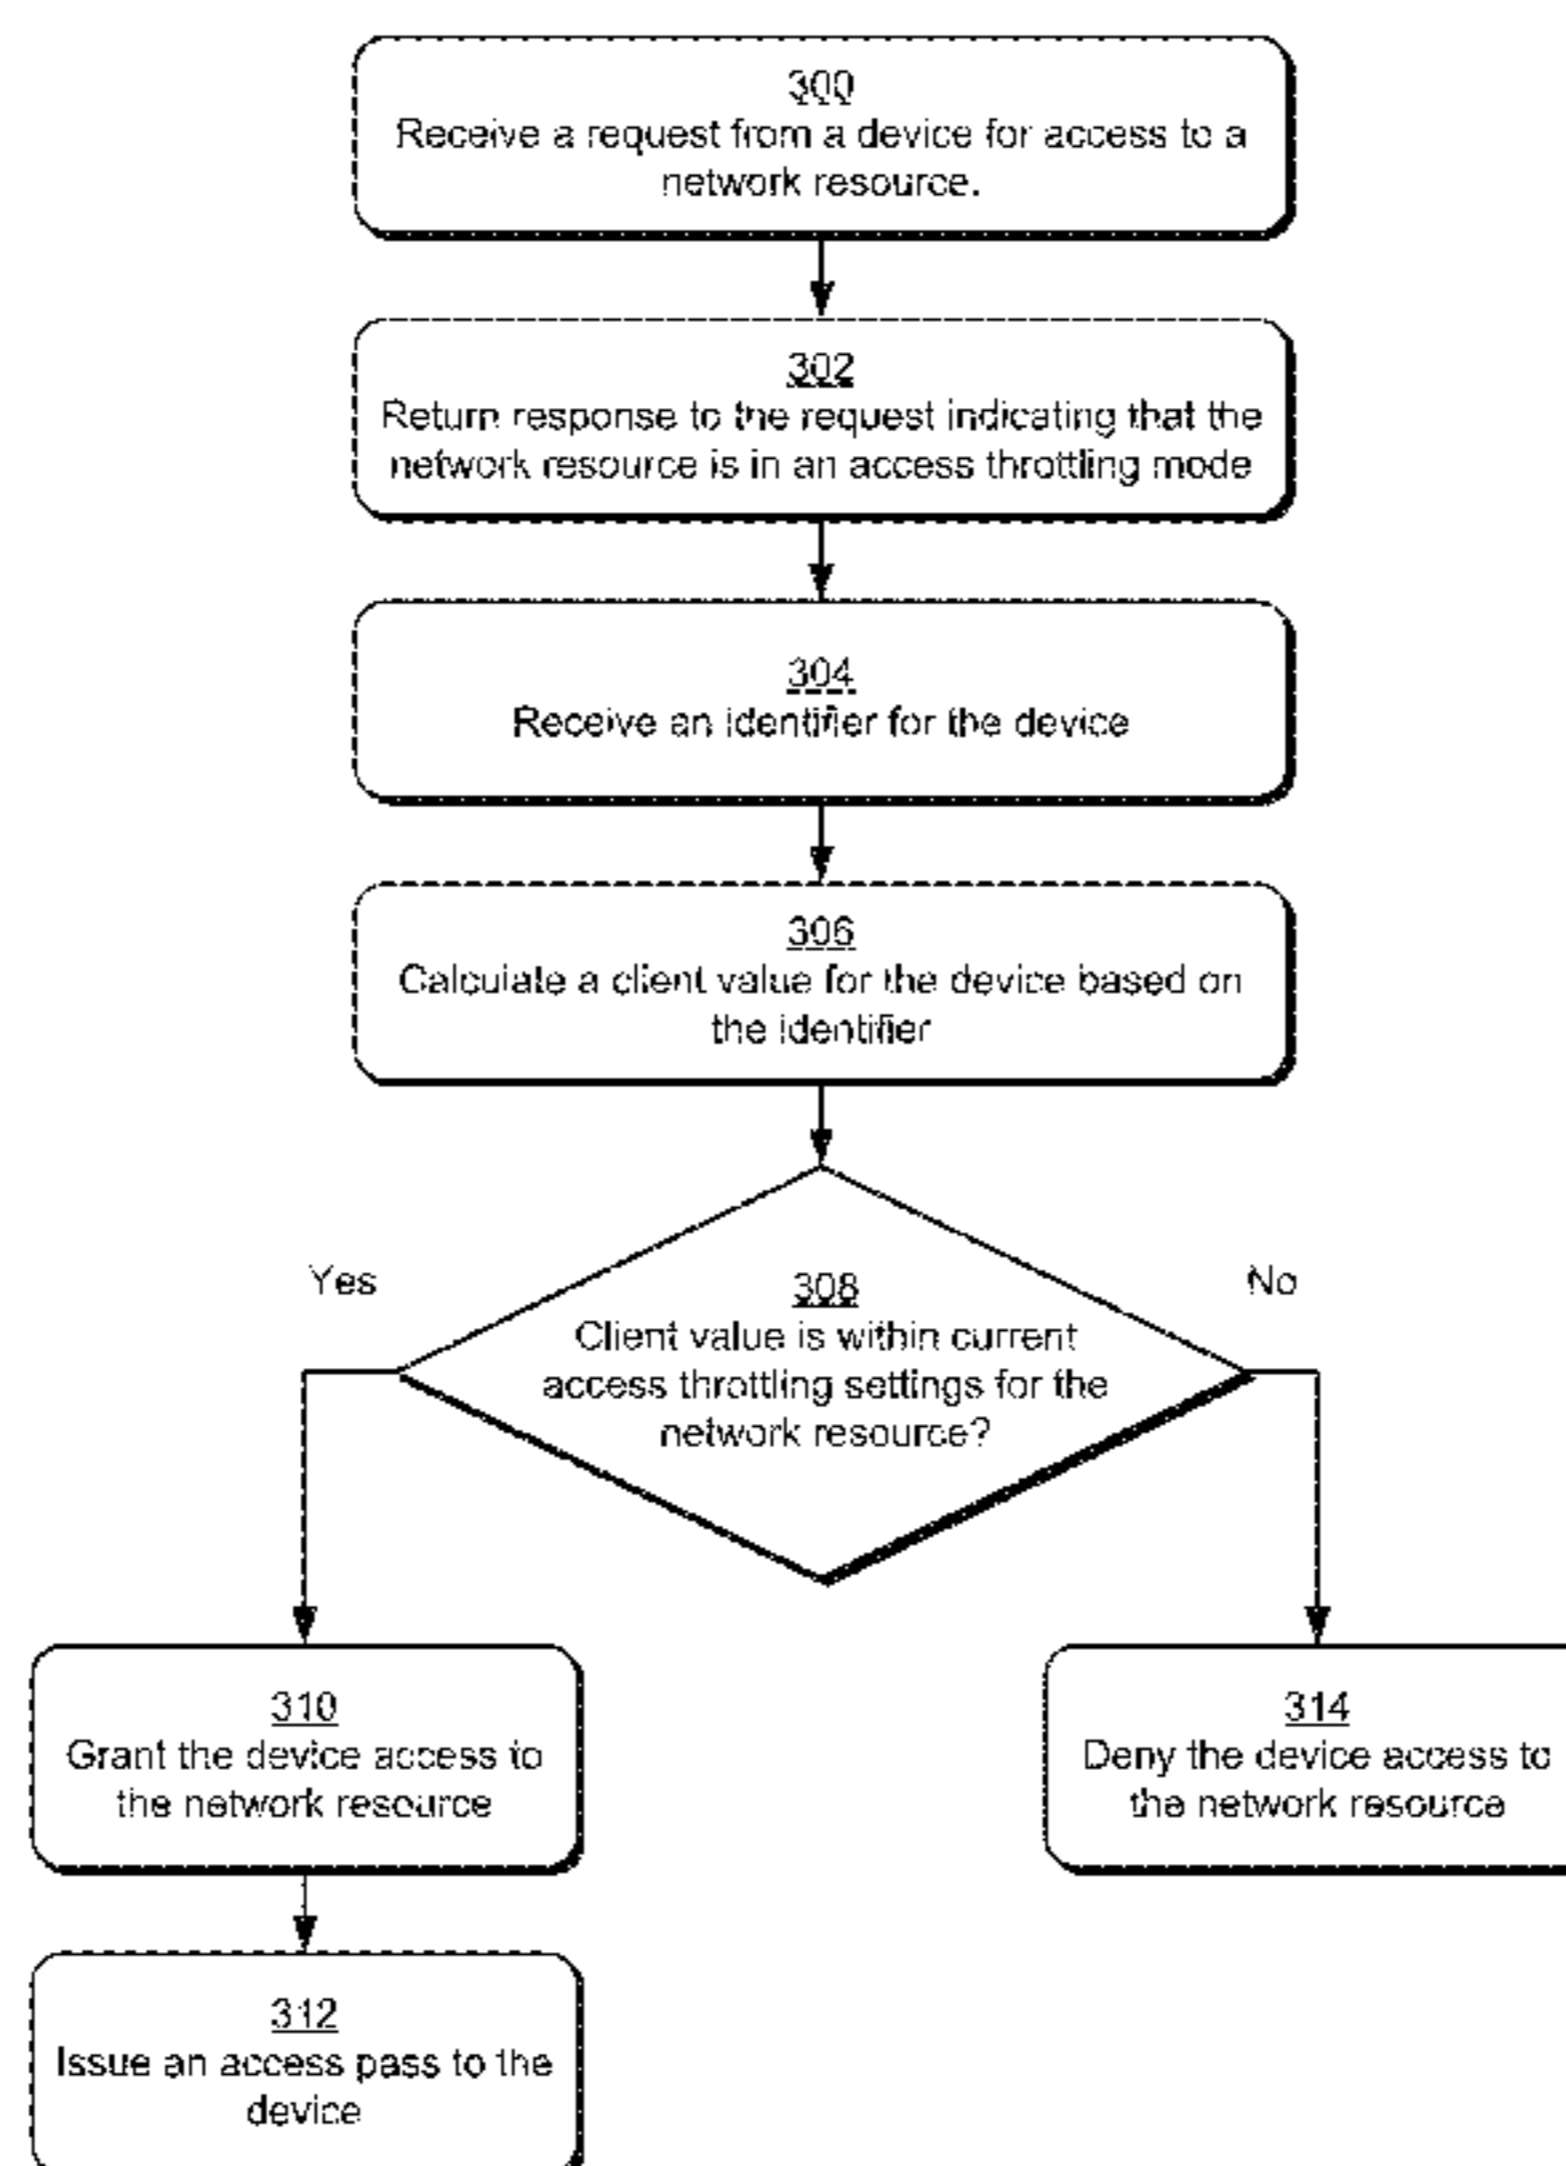 300
Receive a request from a device for access to a
network resource.
302
Return response to the request indicating that the
network resource is in an access throttling mode
304
Receive an identifier for the device
306
Calculate a client value for the device based on
the identifier
Yes
No
308
Client value is within current
access throttling settings for the
network resource?
310
Grant the device access to
the network resource
314
Deny the device access to
the network resource
312
Issue an access pass to the
device